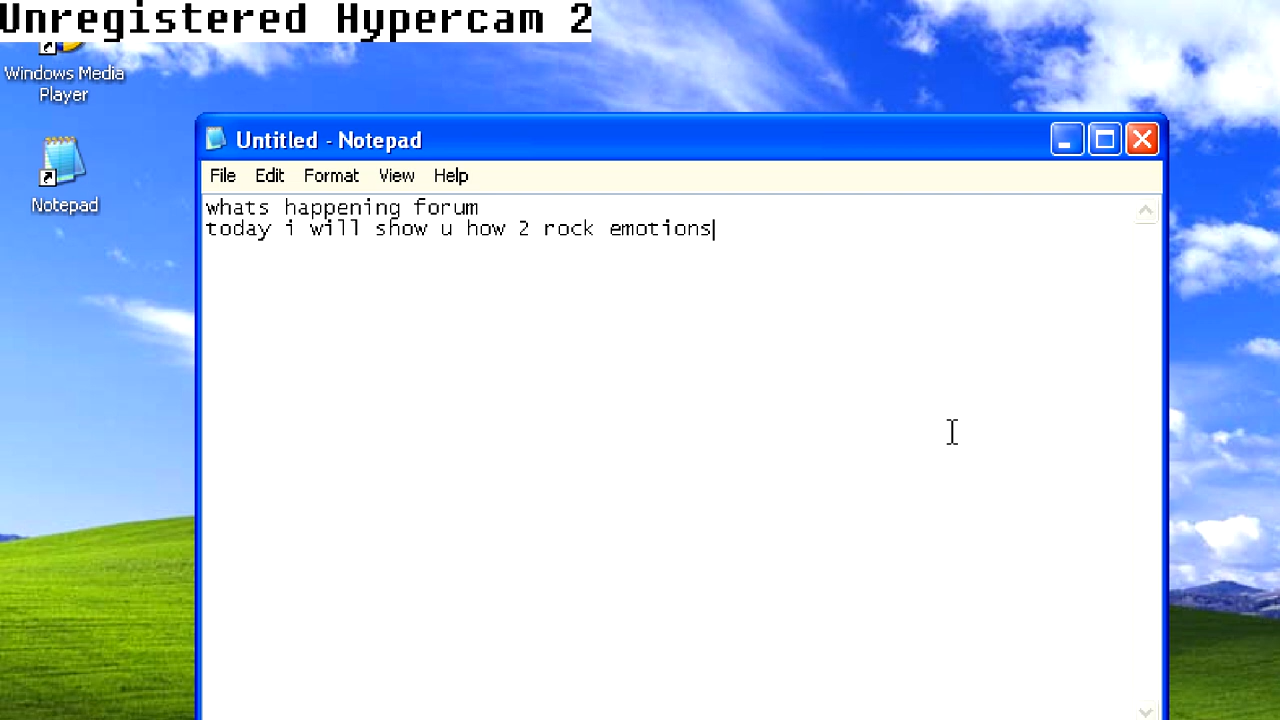 Unregistered Hypercam 2
Windows Media
Player
Notepad
Untitled - Notepad
File Edit Format View Help
whats happening forum
today i will show u how 2 rock emotions